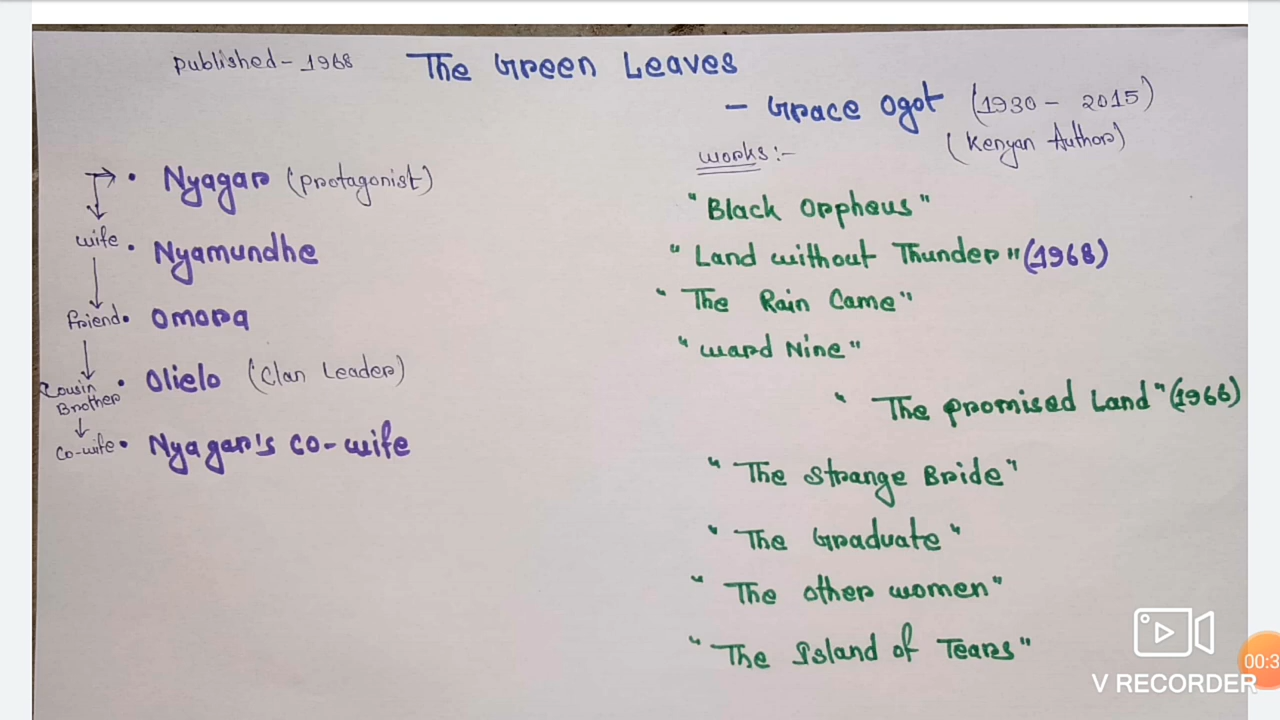 Published - 1968 The Green Leaves
- Grace Ogot (1930 - 2015)
(Kenyan Author)
Works :-
• Nyagar (Protagonist)
wife • Nyamundhe
Friend • Omora
Cousin Brother • Olielo (Clan Leader)
Co-wife • Nyagar's co-wife
"Black Orpheus"
"Land without Thunder" (1968)
"The Rain Came"
"Ward Nine"
"The Promised Land" (1966)
"The Strange Bride"
"The Graduate"
"The Other women"
"The Island of Tears"
V RECORDER
00:3